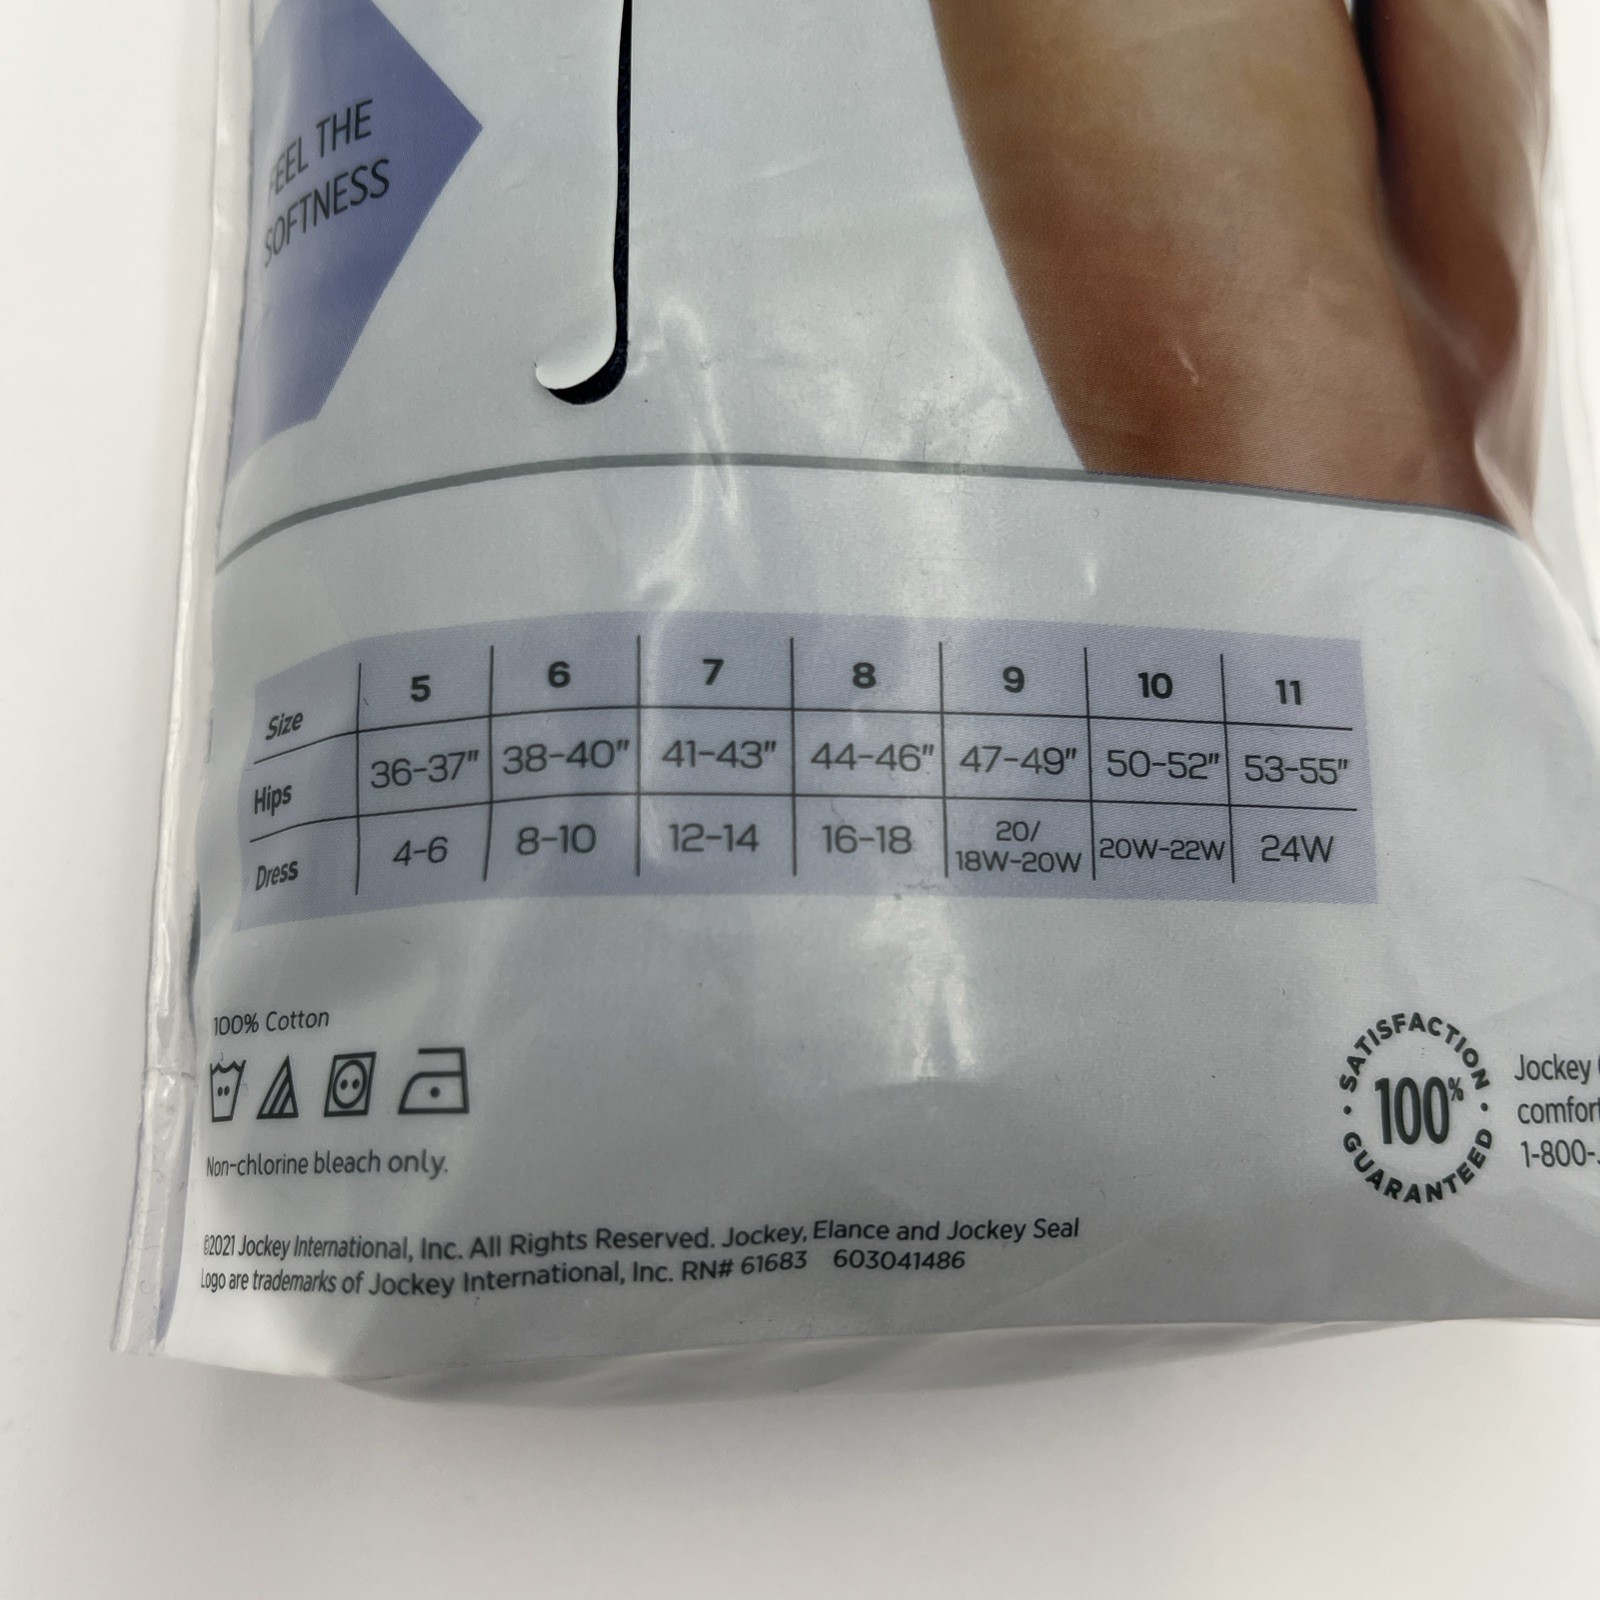 FEEL THE
SOFTNESS
Size 5 6 7 8 9 10 11
Hips 36-37" 38-40" 41-43" 44-46" 47-49" 50-52" 53-55"
Dress 4-6 8-10 12-14 16-18 20/ 18W-20W 20W-22W 24W
100% Cotton
Non-chlorine bleach only.
©2021 Jockey International, Inc. All Rights Reserved. Jockey, Elance and Jockey Seal
Logo are trademarks of Jockey International, Inc. RN# 61683 603041486
SATISFACTION
100%
GUARANTEED
Jockey
comfort
1-800-